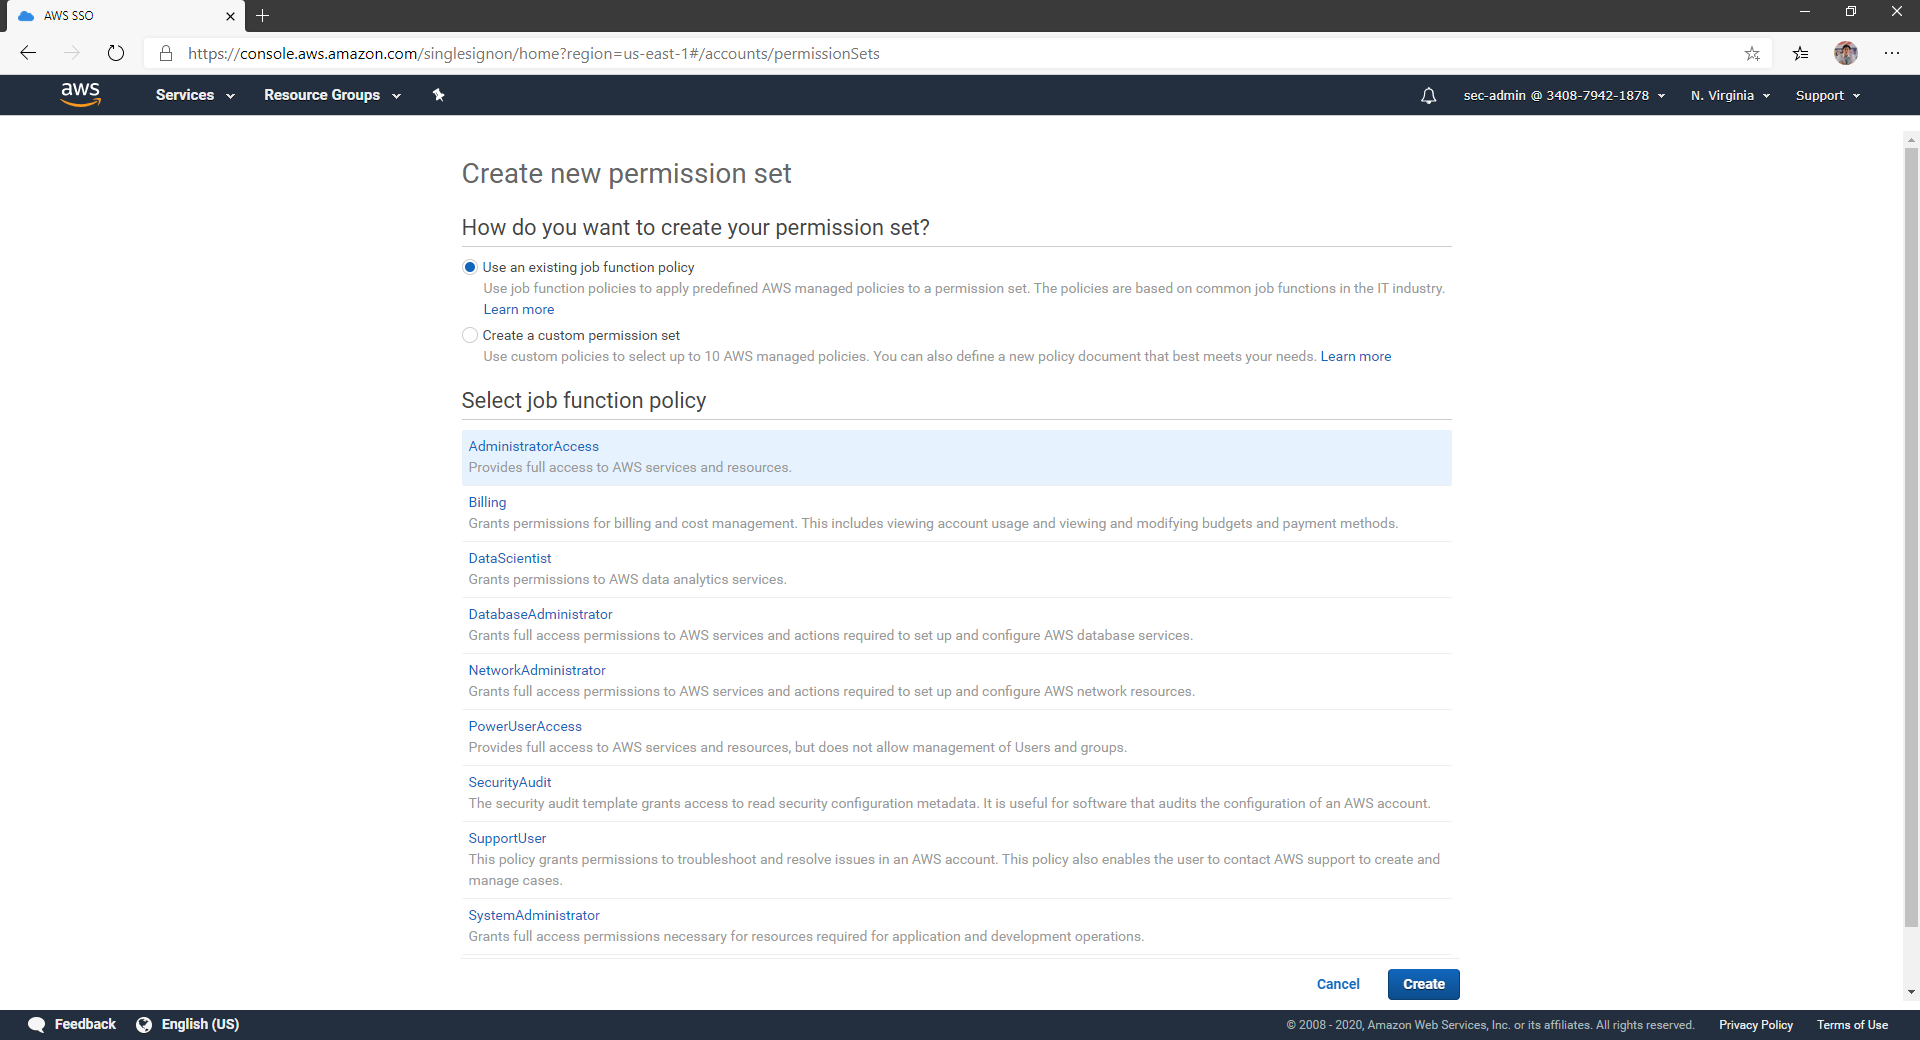 AWS SSO
https://console.aws.amazon.com/singlesignon/home?region=us-east-1#/accounts/permissionSets
aws Services Resource Groups sec-admin @ 3408-7942-1878 N. Virginia Support
Create new permission set
How do you want to create your permission set?
Use an existing job function policy
Use job function policies to apply predefined AWS managed policies to a permission set. The policies are based on common job functions in the IT industry.
Learn more
Create a custom permission set
Use custom policies to select up to 10 AWS managed policies. You can also define a new policy document that best meets your needs. Learn more
Select job function policy
AdministratorAccess
Provides full access to AWS services and resources.
Billing
Grants permissions for billing and cost management. This includes viewing account usage and viewing and modifying budgets and payment methods.
DataScientist
Grants permissions to AWS data analytics services.
DatabaseAdministrator
Grants full access permissions to AWS services and actions required to set up and configure AWS database services.
NetworkAdministrator
Grants full access permissions to AWS services and actions required to set up and configure AWS network resources.
PowerUserAccess
Provides full access to AWS services and resources, but does not allow management of Users and groups.
SecurityAudit
The security audit template grants access to read security configuration metadata. It is useful for software that audits the configuration of an AWS account.
SupportUser
This policy grants permissions to troubleshoot and resolve issues in an AWS account. This policy also enables the user to contact AWS support to create and
manage cases.
SystemAdministrator
Grants full access permissions necessary for resources required for application and development operations.
Cancel Create
Feedback English (US) © 2008 - 2020, Amazon Web Services, Inc. or its affiliates. All rights reserved. Privacy Policy Terms of Use